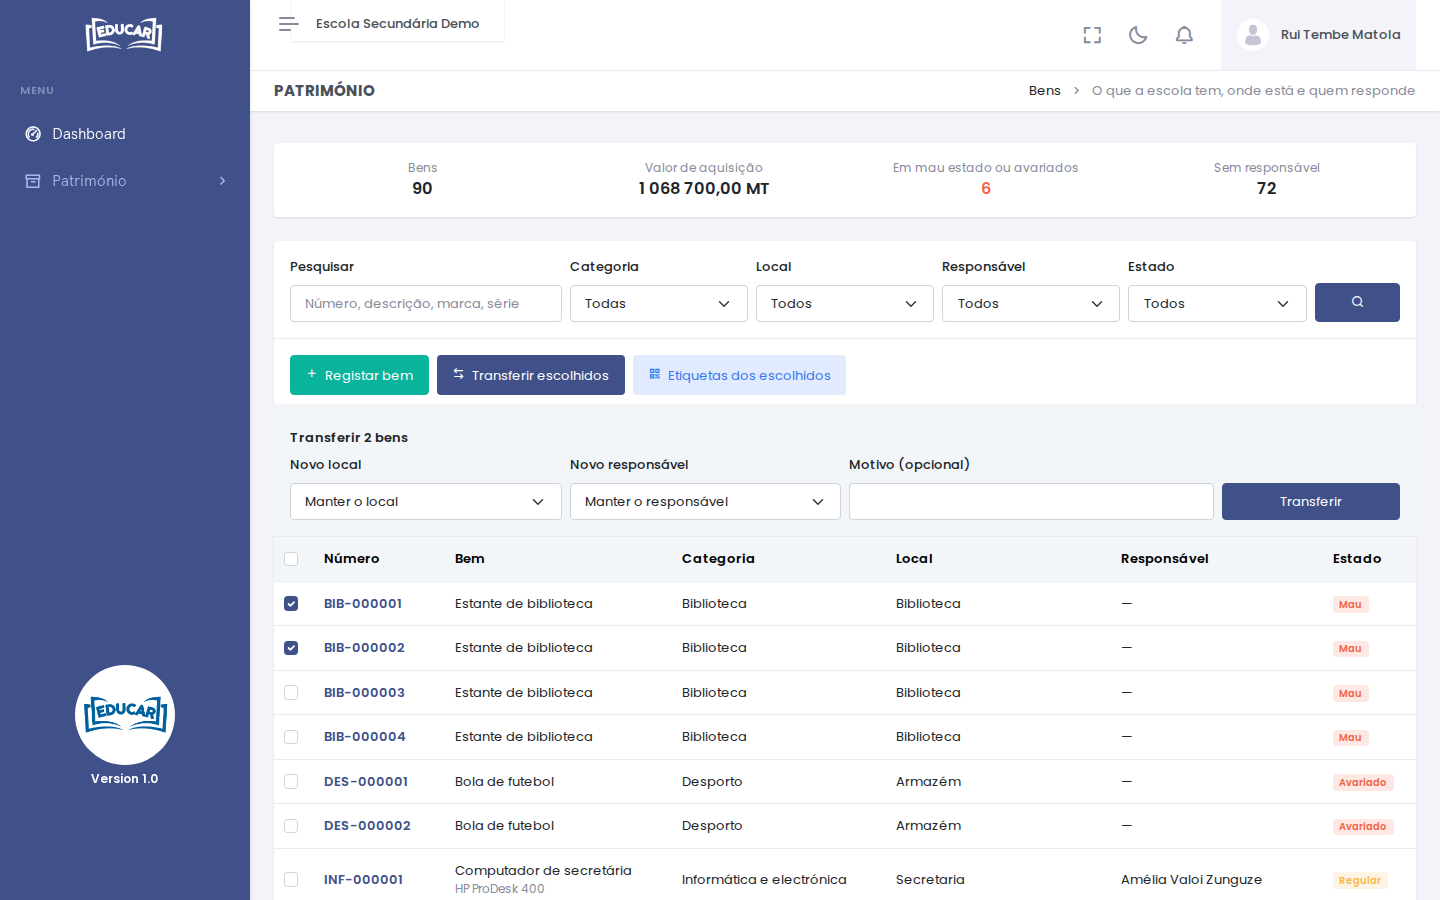 EDUCAR
Escola Secundária Demo
Rui Tembe Matola
MENU
Dashboard
Património
PATRIMÓNIO
Bens > O que a escola tem, onde está e quem responde
Bens
90
Valor de aquisição
1 068 700,00 MT
Em mau estado ou avariados
6
Sem responsável
72
Pesquisar Categoria Local Responsável Estado
Número, descrição, marca, série Todas Todos Todos Todos
Registar bem Transferir escolhidos Etiquetas dos escolhidos
Transferir 2 bens
Novo local Novo responsável Motivo (opcional)
Manter o local Manter o responsável Transferir
Número Bem Categoria Local Responsável Estado
BIB-000001 Estante de biblioteca Biblioteca Biblioteca — Mau
BIB-000002 Estante de biblioteca Biblioteca Biblioteca — Mau
BIB-000003 Estante de biblioteca Biblioteca Biblioteca — Mau
BIB-000004 Estante de biblioteca Biblioteca Biblioteca — Mau
DES-000001 Bola de futebol Desporto Armazém — Avariado
DES-000002 Bola de futebol Desporto Armazém — Avariado
INF-000001 Computador de secretária Informática e electrónica Secretaria Amélia Valoi Zunguze Regular
HP ProDesk 400
EDUCAR
Version 1.0